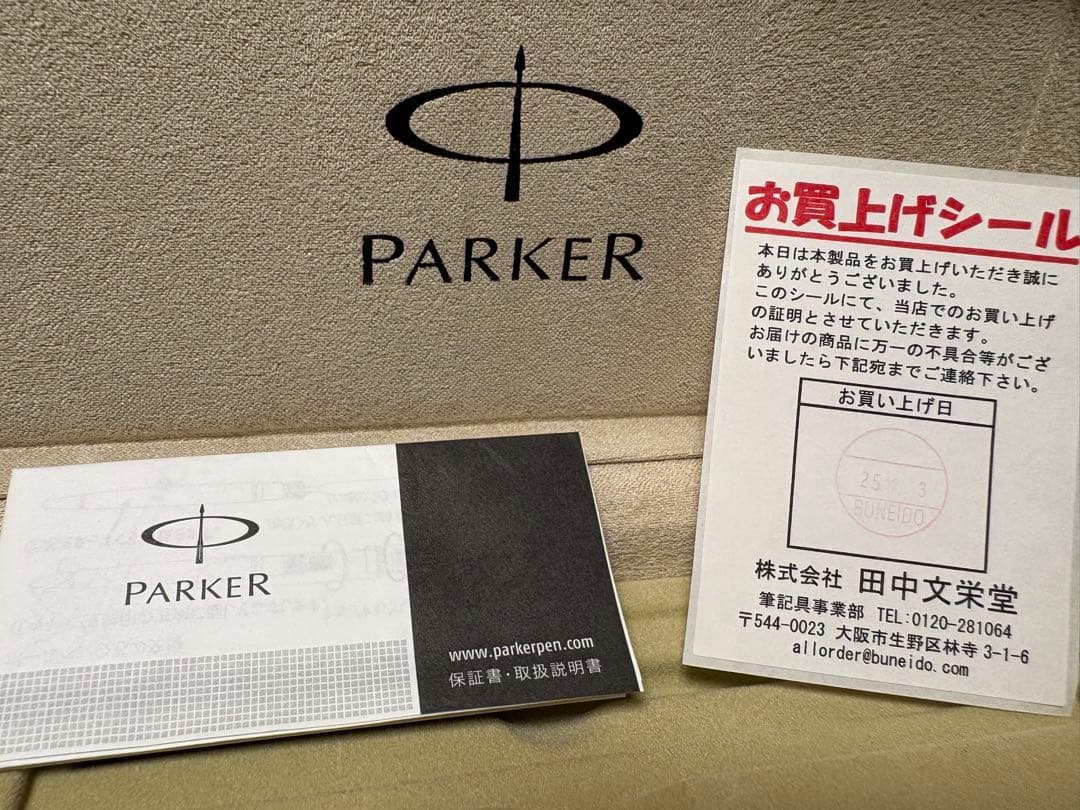 PARKER
PARKER
www.parkerpen.com
保証書・取扱説明書
お買上げシール
本日は本製品をお買上げいただき誠に
ありがとうございました。
このシールにて、当店でのお買い上げ
の証明とさせていただきます。
お届けの商品に万一の不具合等がござ
いましたら下記宛までご連絡下さい。
お買い上げ日
25
3
BUNEIDO
株式会社 田中文栄堂
筆記具事業部 TEL:0120-281064
〒544-0023 大阪市生野区林寺 3-1-6
allorder@buneido.com